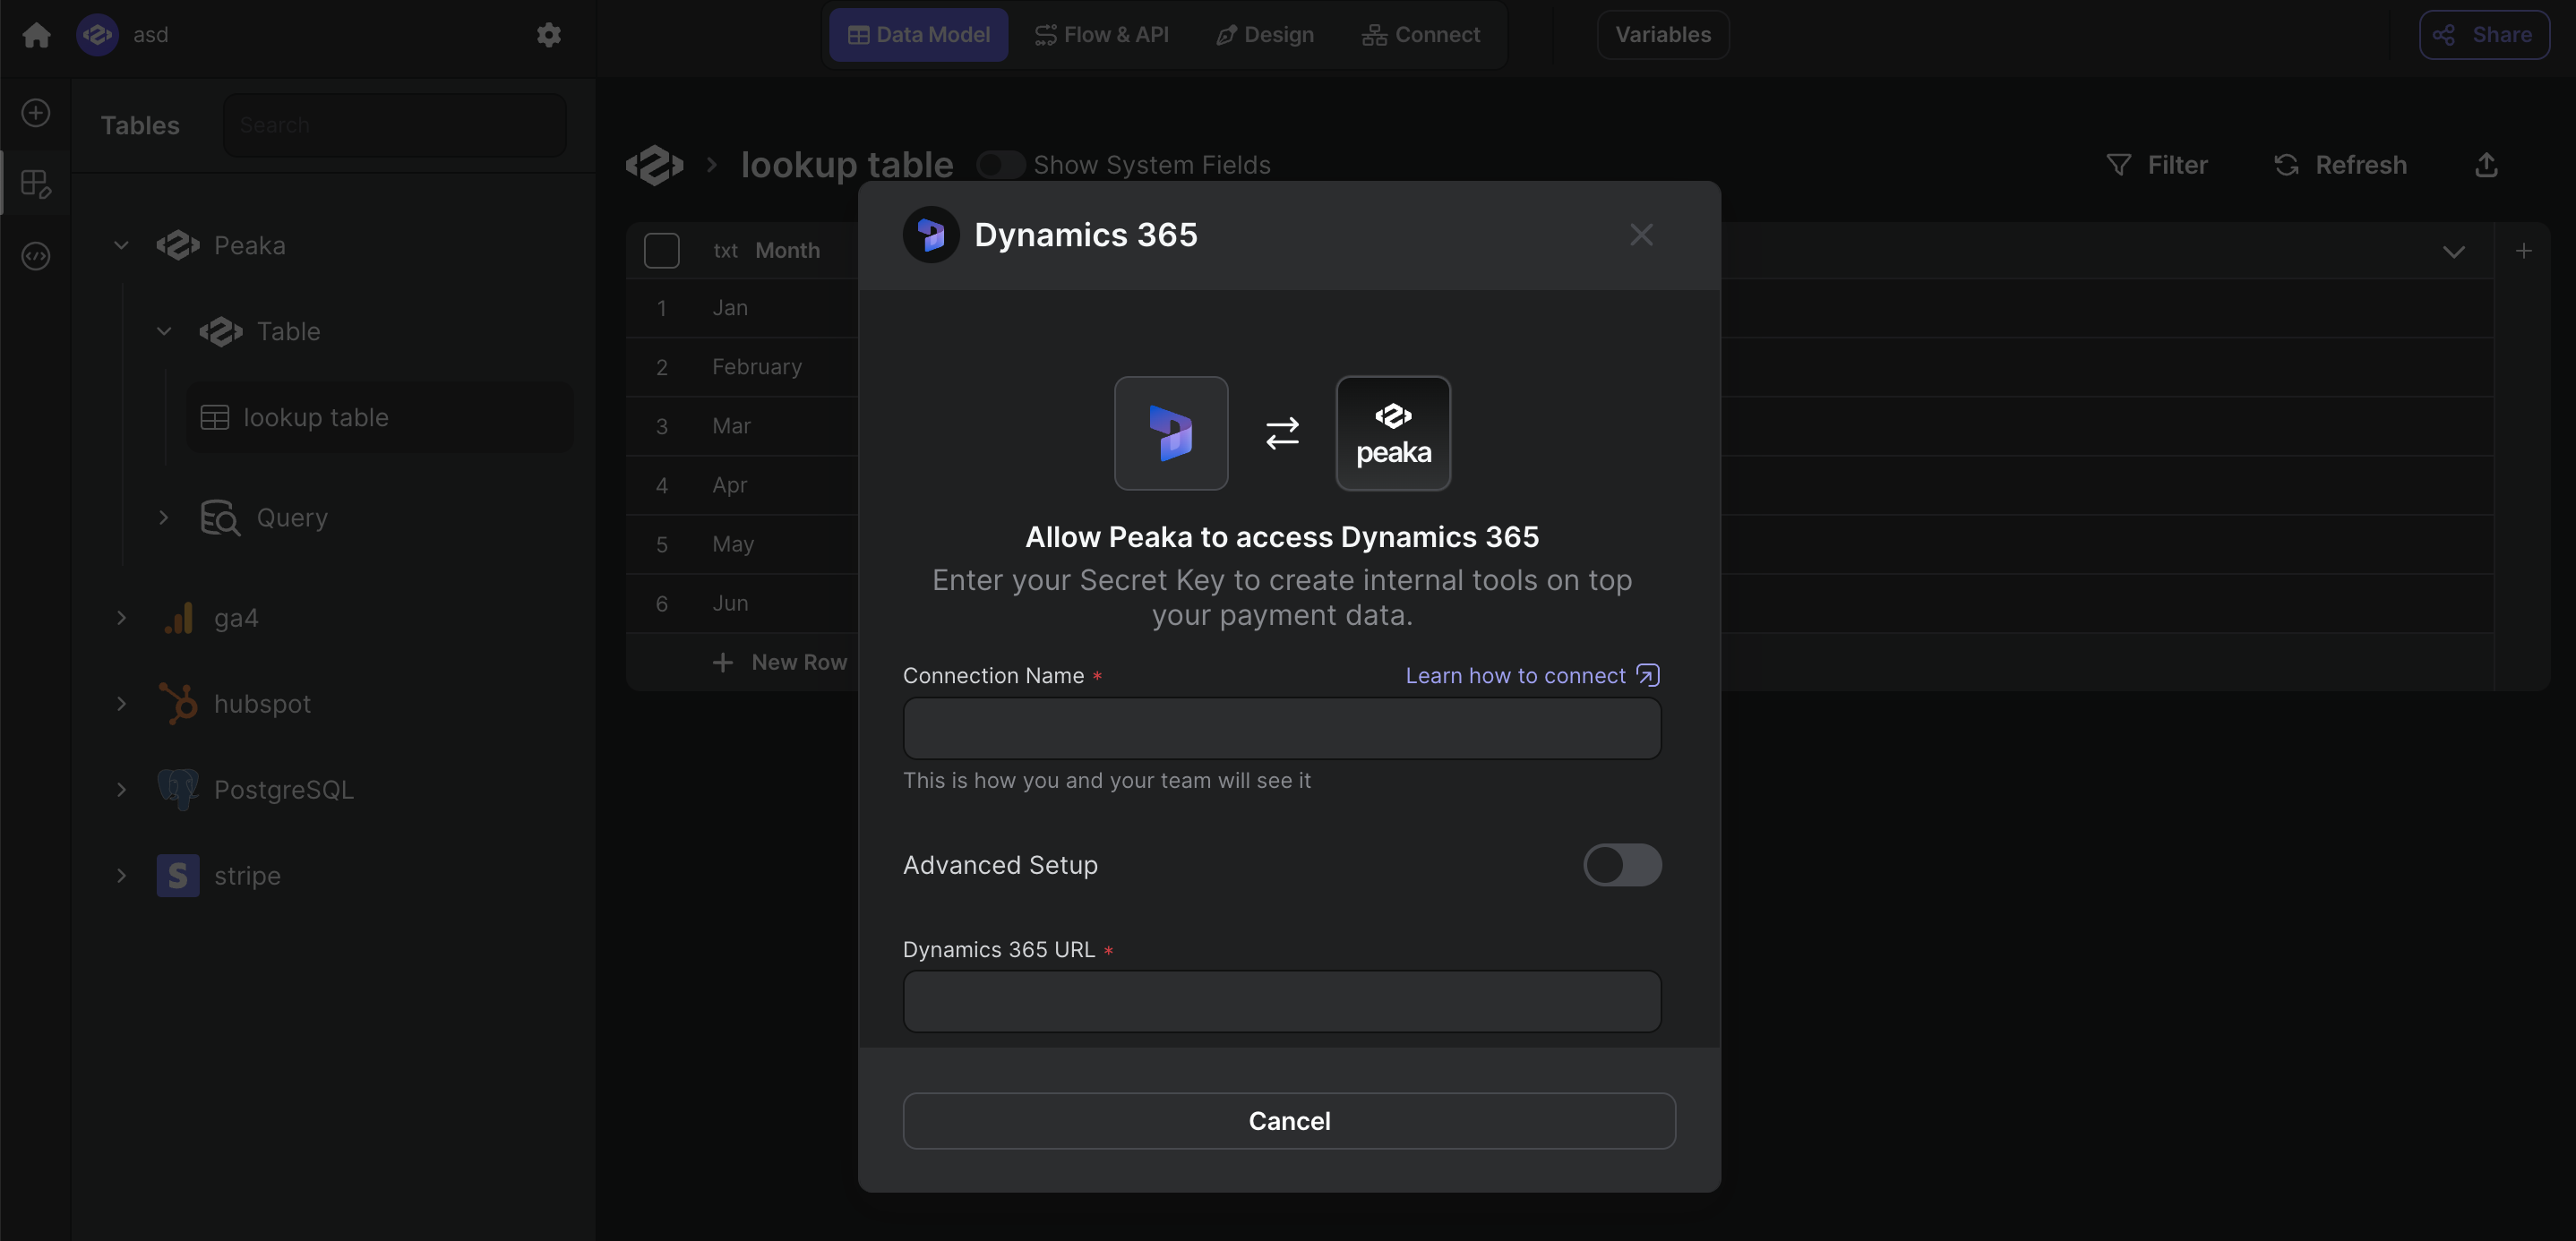 asd
Data Model
Flow & API
Design
Connect
Variables
Share
Tables
Search
Peaka
Table
lookup table
Query
ga4
hubspot
PostgreSQL
stripe
lookup table
Show System Fields
Filter
Refresh
txt Month
1 Jan
2 February
3 Mar
4 Apr
5 May
6 Jun
New Row
Dynamics 365
peaka
Allow Peaka to access Dynamics 365
Enter your Secret Key to create internal tools on top
your payment data.
Connection Name *
Learn how to connect
This is how you and your team will see it
Advanced Setup
Dynamics 365 URL *
Cancel